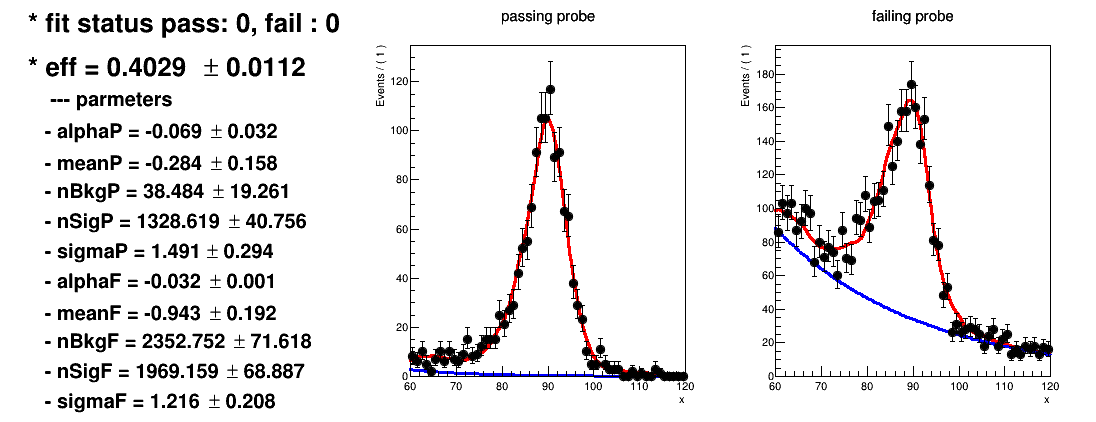 * fit status pass: 0, fail : 0
* eff = 0.4029 ± 0.0112
--- parmeters
- alphaP = -0.069 ± 0.032
- meanP = -0.284 ± 0.158
- nBkgP = 38.484 ± 19.261
- nSigP = 1328.619 ± 40.756
- sigmaP = 1.491 ± 0.294
- alphaF = -0.032 ± 0.001
- meanF = -0.943 ± 0.192
- nBkgF = 2352.752 ± 71.618
- nSigF = 1969.159 ± 68.887
- sigmaF = 1.216 ± 0.208
passing probe
Events / ( 1 )
120
100
80
60
40
20
0
60 70 80 90 100 110 120
x
failing probe
Events / ( 1 )
180
160
140
120
100
80
60
40
20
0
60 70 80 90 100 110 120
x